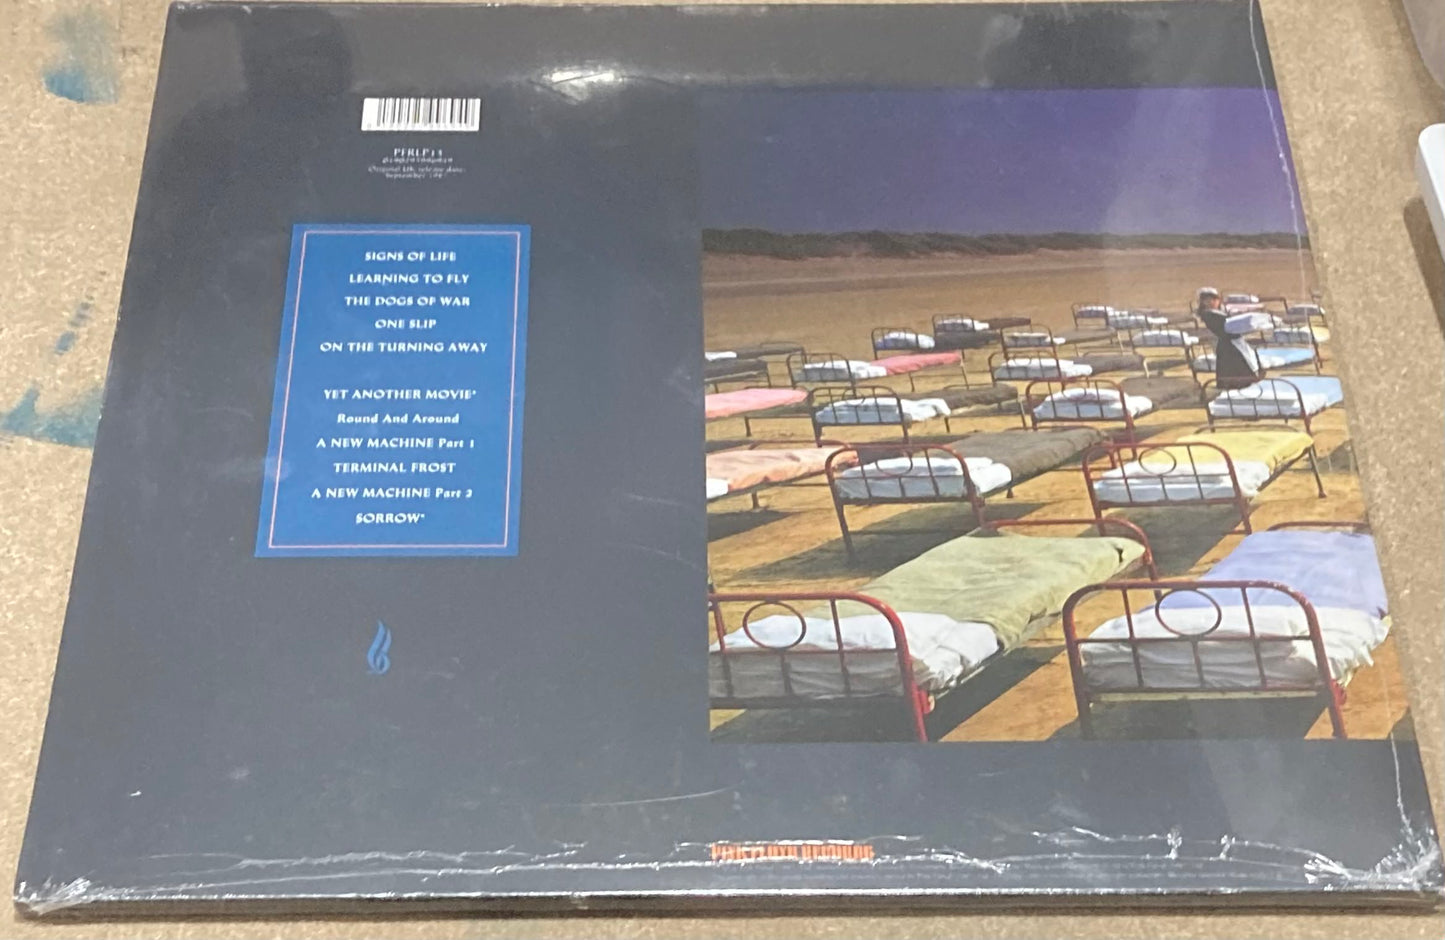 PFRLP13
Original UK release date:
September
SIGNS OF LIFE
LEARNING TO FLY
THE DOGS OF WAR
ONE SLIP
ON THE TURNING AWAY
YET ANOTHER MOVIE*
Round And Around
A NEW MACHINE Part 1
TERMINAL FROST
A NEW MACHINE Part 2
SORROW*
PINK FLOYD RECORDS